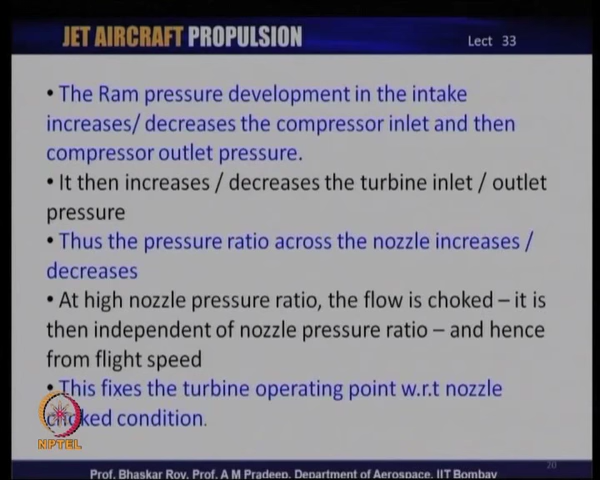 JET AIRCRAFT PROPULSION
Lect 33
• The Ram pressure development in the intake
increases/ decreases the compressor inlet and then
compressor outlet pressure.
• It then increases / decreases the turbine inlet / outlet
pressure
• Thus the pressure ratio across the nozzle increases /
decreases
• At high nozzle pressure ratio, the flow is choked – it is
then independent of nozzle pressure ratio – and hence
from flight speed
• This fixes the turbine operating point w.r.t nozzle
choked condition.
NPTEL
20
Prof. Bhaskar Roy, Prof. A M Pradeep, Department of Aerospace, IIT Bombay